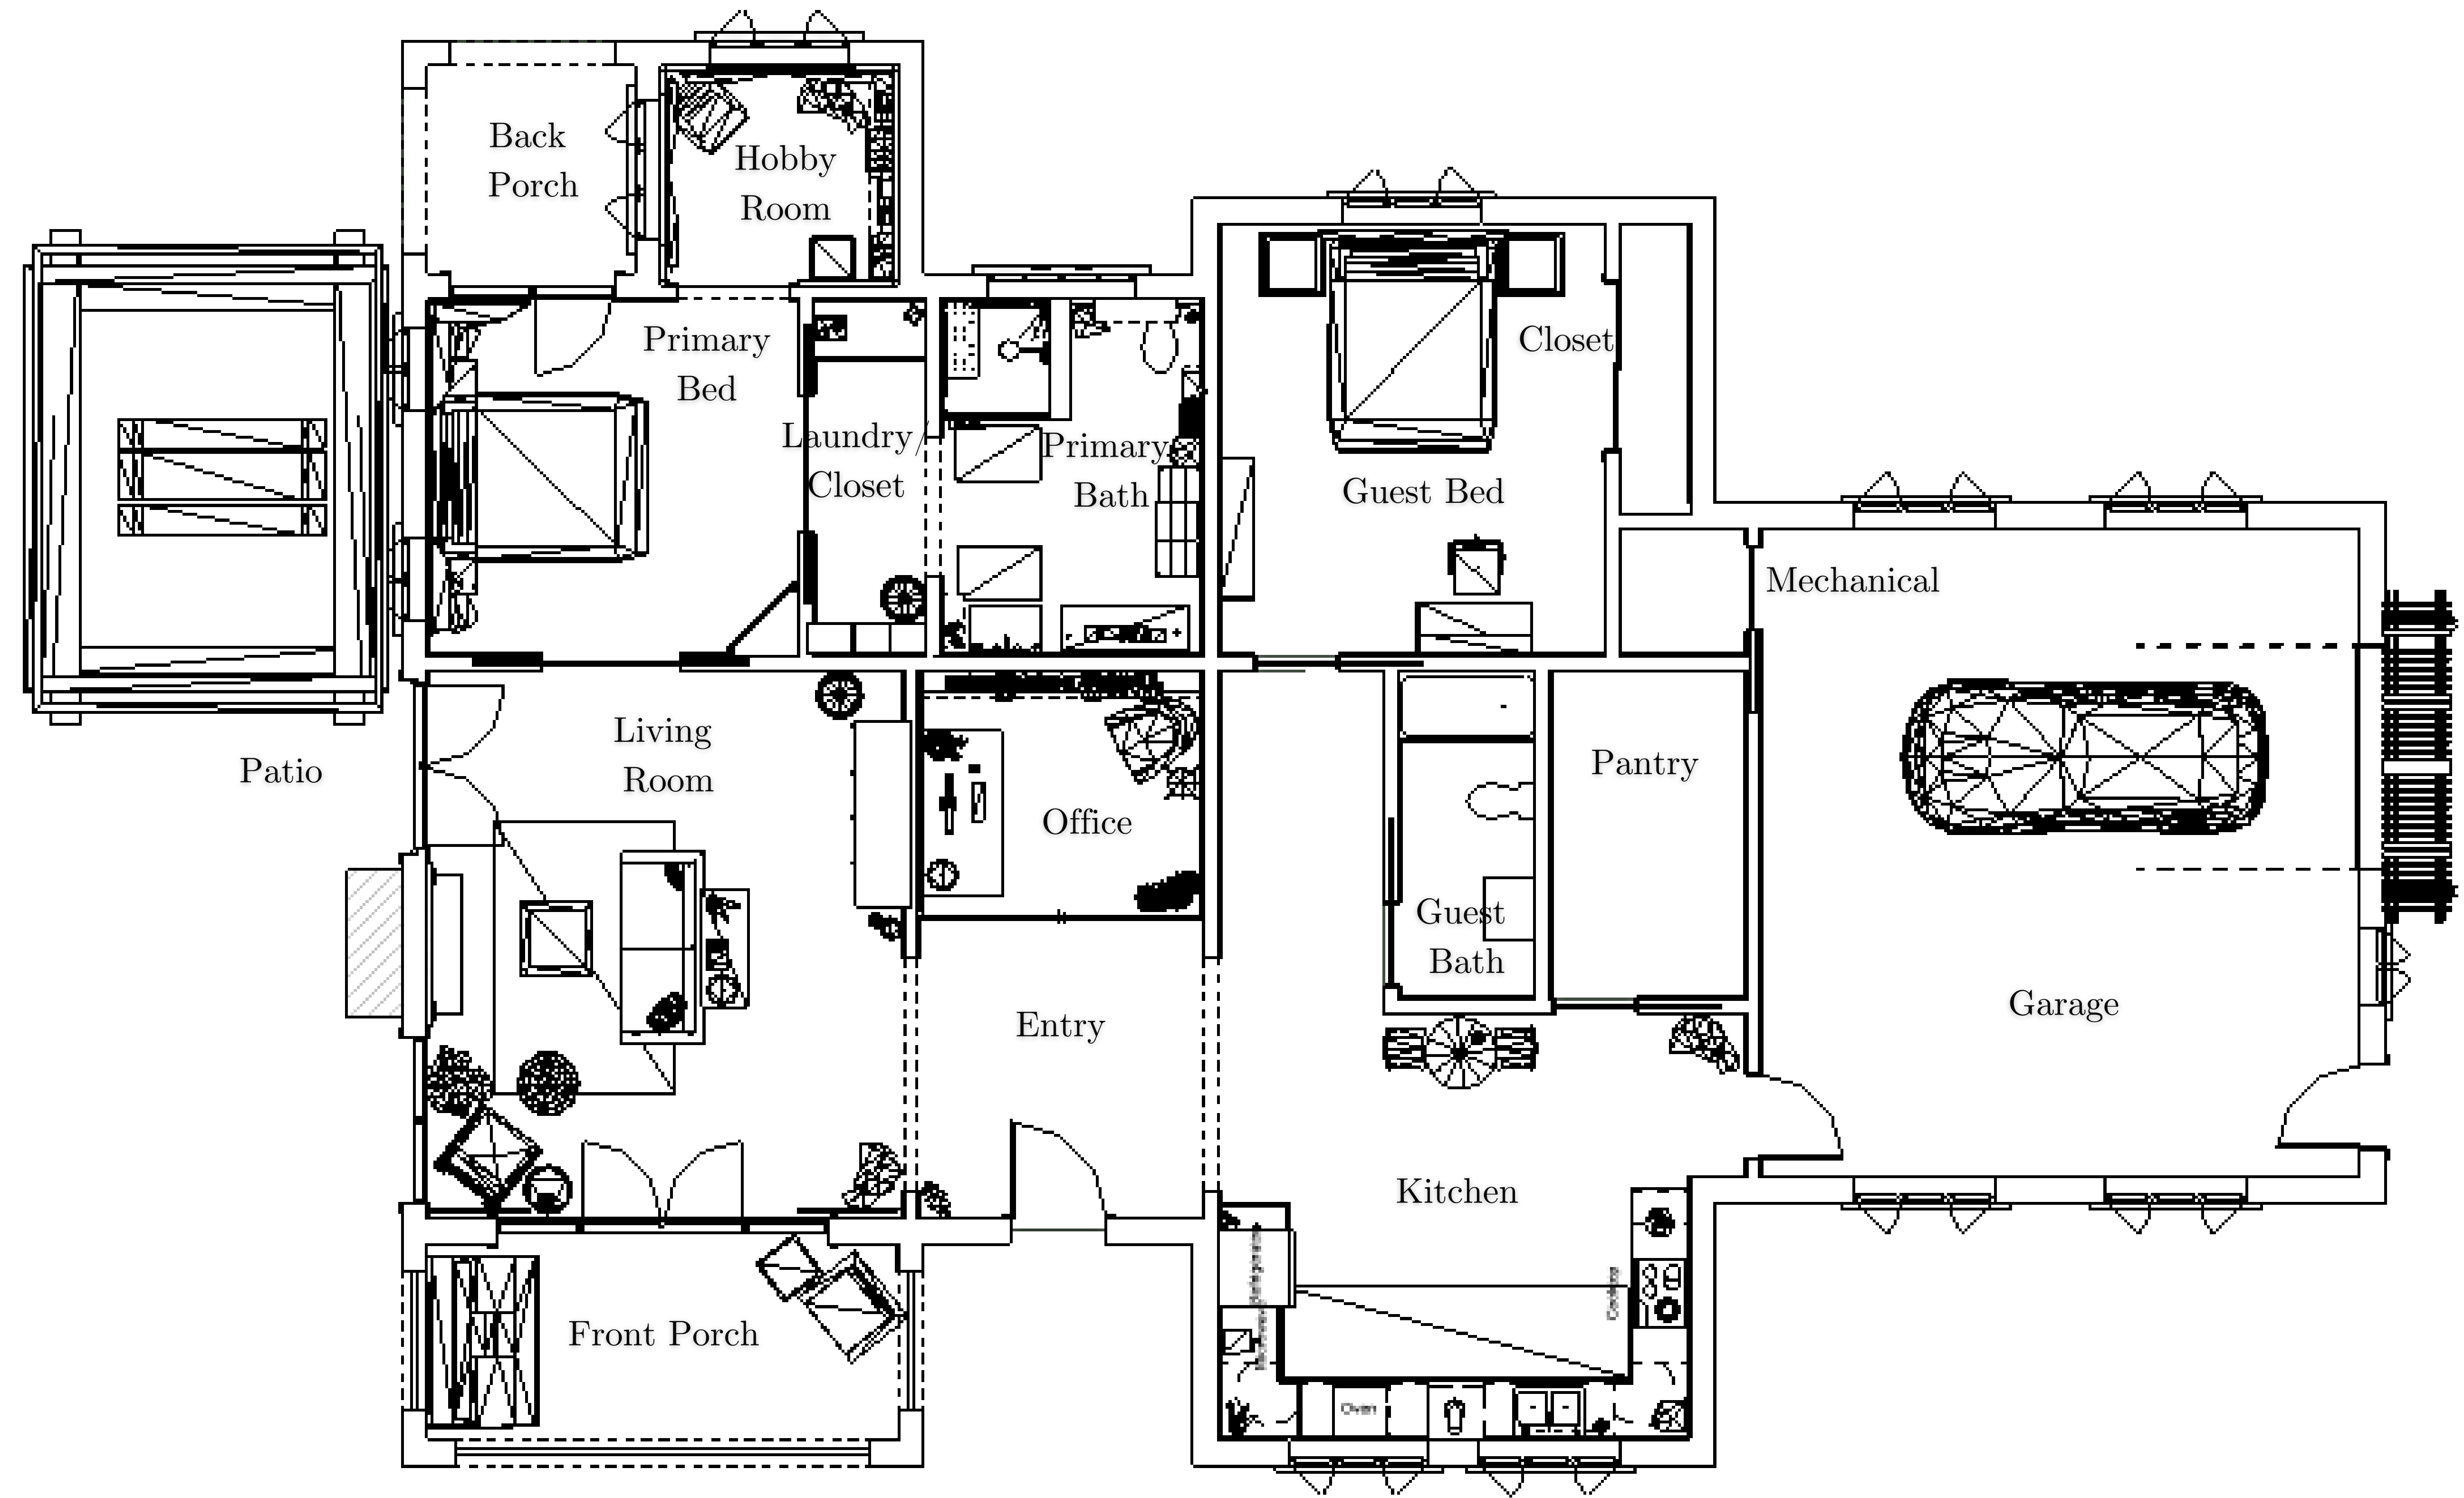 Back
Porch
Hobby
Room
Primary
Bed
Closet
Laundry/
Closet
Primary
Bath
Guest Bed
Mechanical
Living
Room
Patio
Pantry
Office
Guest
Bath
Entry
Garage
Kitchen
Front Porch
Oven